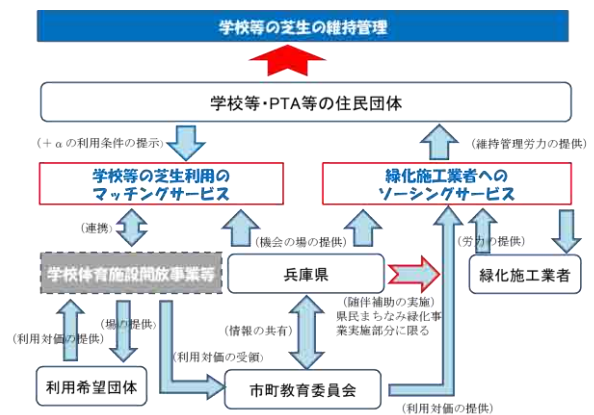 学校等の芝生の維持管理
学校等・PTA等の住民団体
(+αの利用条件の提示)
(維持管理労力の提供)
学校等の芝生利用の
マッチングサービス
緑化施工業者への
ソーシングサービス
(連携)
(機会の場の提供)
(労力の提供)
学校体育施設開放事業等
兵庫県
緑化施工業者
(随伴補助の実施)
県民まちなみ緑化事
業実施部分に限る
(場の提供)
(利用対価の提供)
(情報の共有)
(利用対価の受領)
利用希望団体
市町教育委員会
(利用対価の提供)